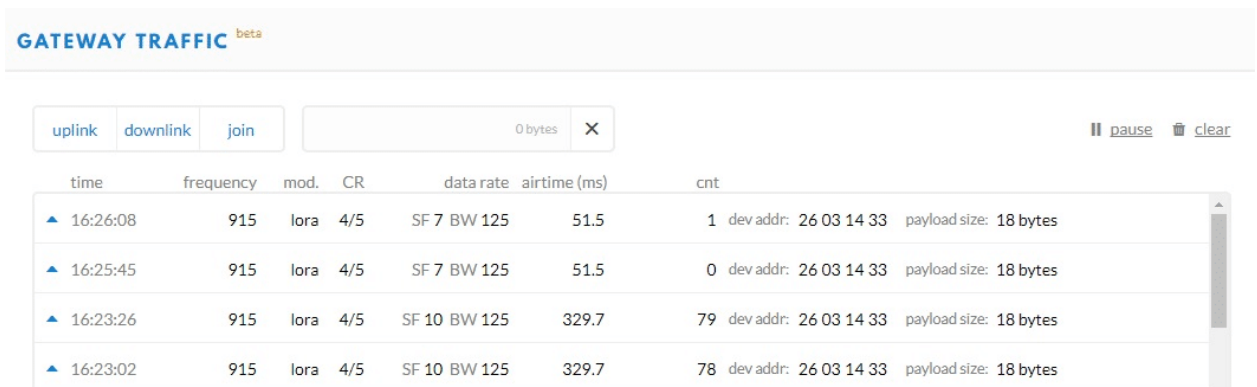 GATEWAY TRAFFIC beta
uplink downlink join 0 bytes pause clear
time frequency mod. CR data rate airtime (ms) cnt
16:26:08 915 lora 4/5 SF 7 BW 125 51.5 1 dev addr: 26 03 14 33 payload size: 18 bytes
16:25:45 915 lora 4/5 SF 7 BW 125 51.5 0 dev addr: 26 03 14 33 payload size: 18 bytes
16:23:26 915 lora 4/5 SF 10 BW 125 329.7 79 dev addr: 26 03 14 33 payload size: 18 bytes
16:23:02 915 lora 4/5 SF 10 BW 125 329.7 78 dev addr: 26 03 14 33 payload size: 18 bytes